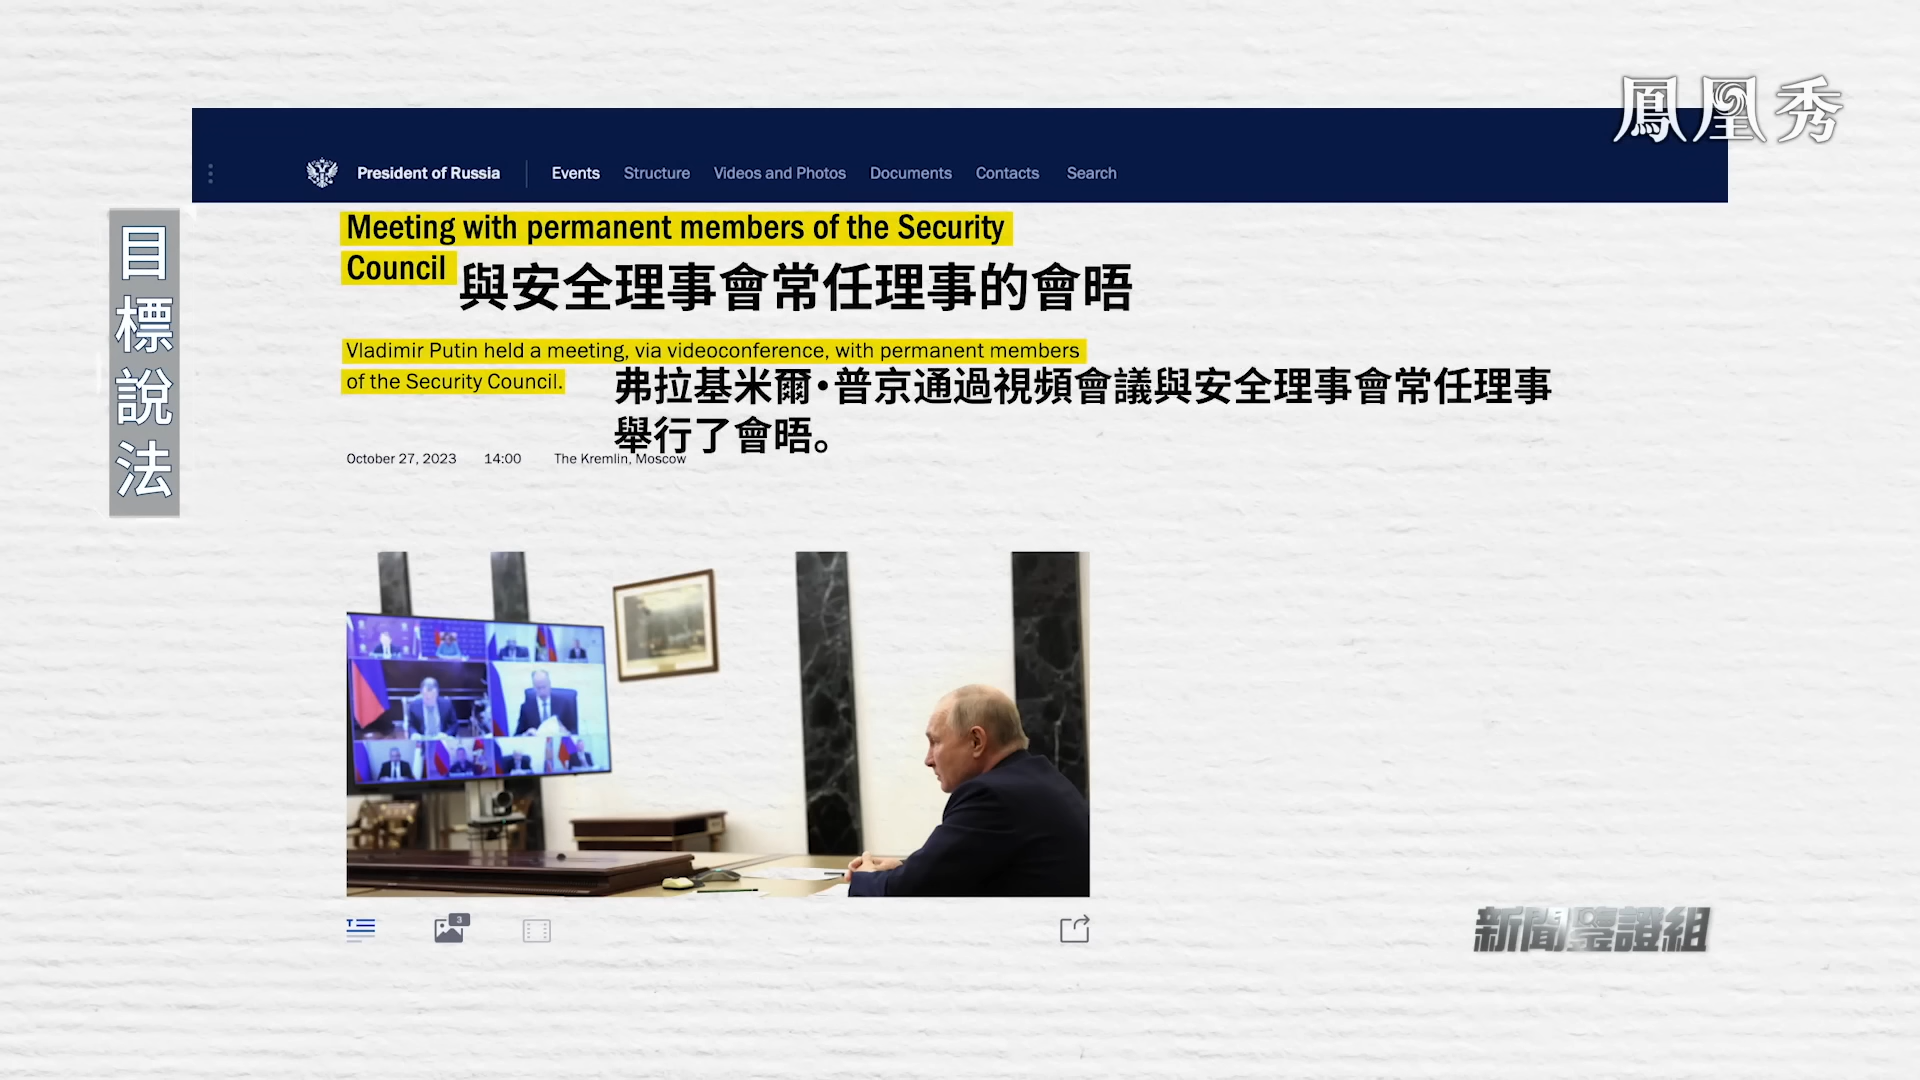 鳳凰秀
President of Russia
Events
Structure
Videos and Photos
Documents
Contacts
Search
目標說法
Meeting with permanent members of the Security
Council
與安全理事會常任理事的會晤
Vladimir Putin held a meeting, via videoconference, with permanent members
of the Security Council.
弗拉基米爾·普京通過視頻會議與安全理事會常任理事
舉行了會晤。
October 27, 2023
14:00
The Kremlin, Moscow
3
新聞鑒證組